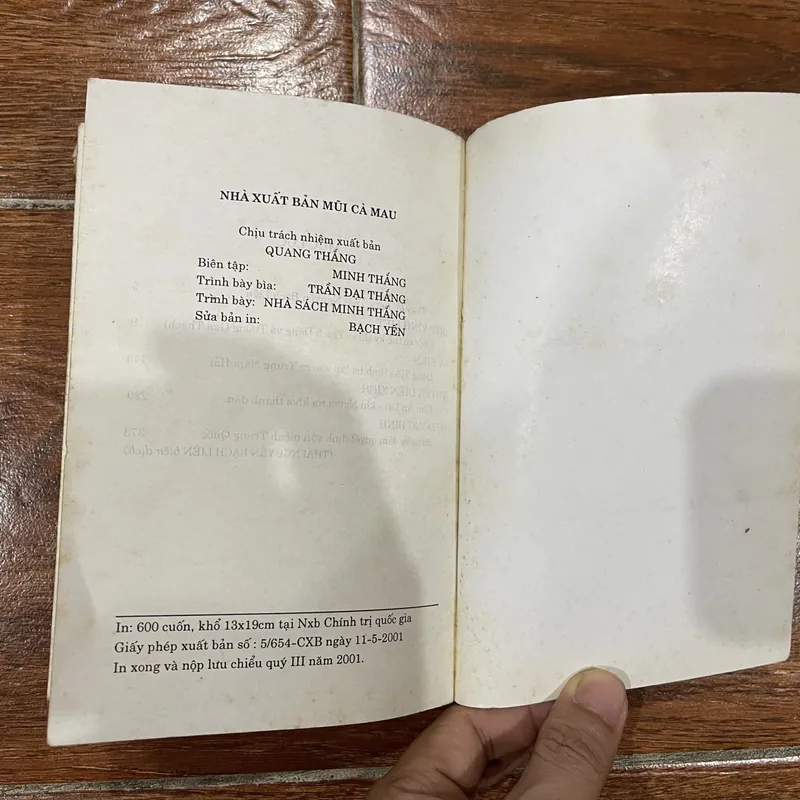 NHÀ XUẤT BẢN MŨI CÀ MAU
Chịu trách nhiệm xuất bản
QUANG THẮNG
Biên tập: MINH THẮNG
Trình bày bìa: TRẦN ĐẠI THẮNG
Trình bày: NHÀ SÁCH MINH THẮNG
Sửa bản in: BẠCH YẾN
In: 600 cuốn, khổ 13x19cm tại Nxb Chính trị quốc gia
Giấy phép xuất bản số : 5/654-CXB ngày 11-5-2001
In xong và nộp lưu chiểu quý III năm 2001.